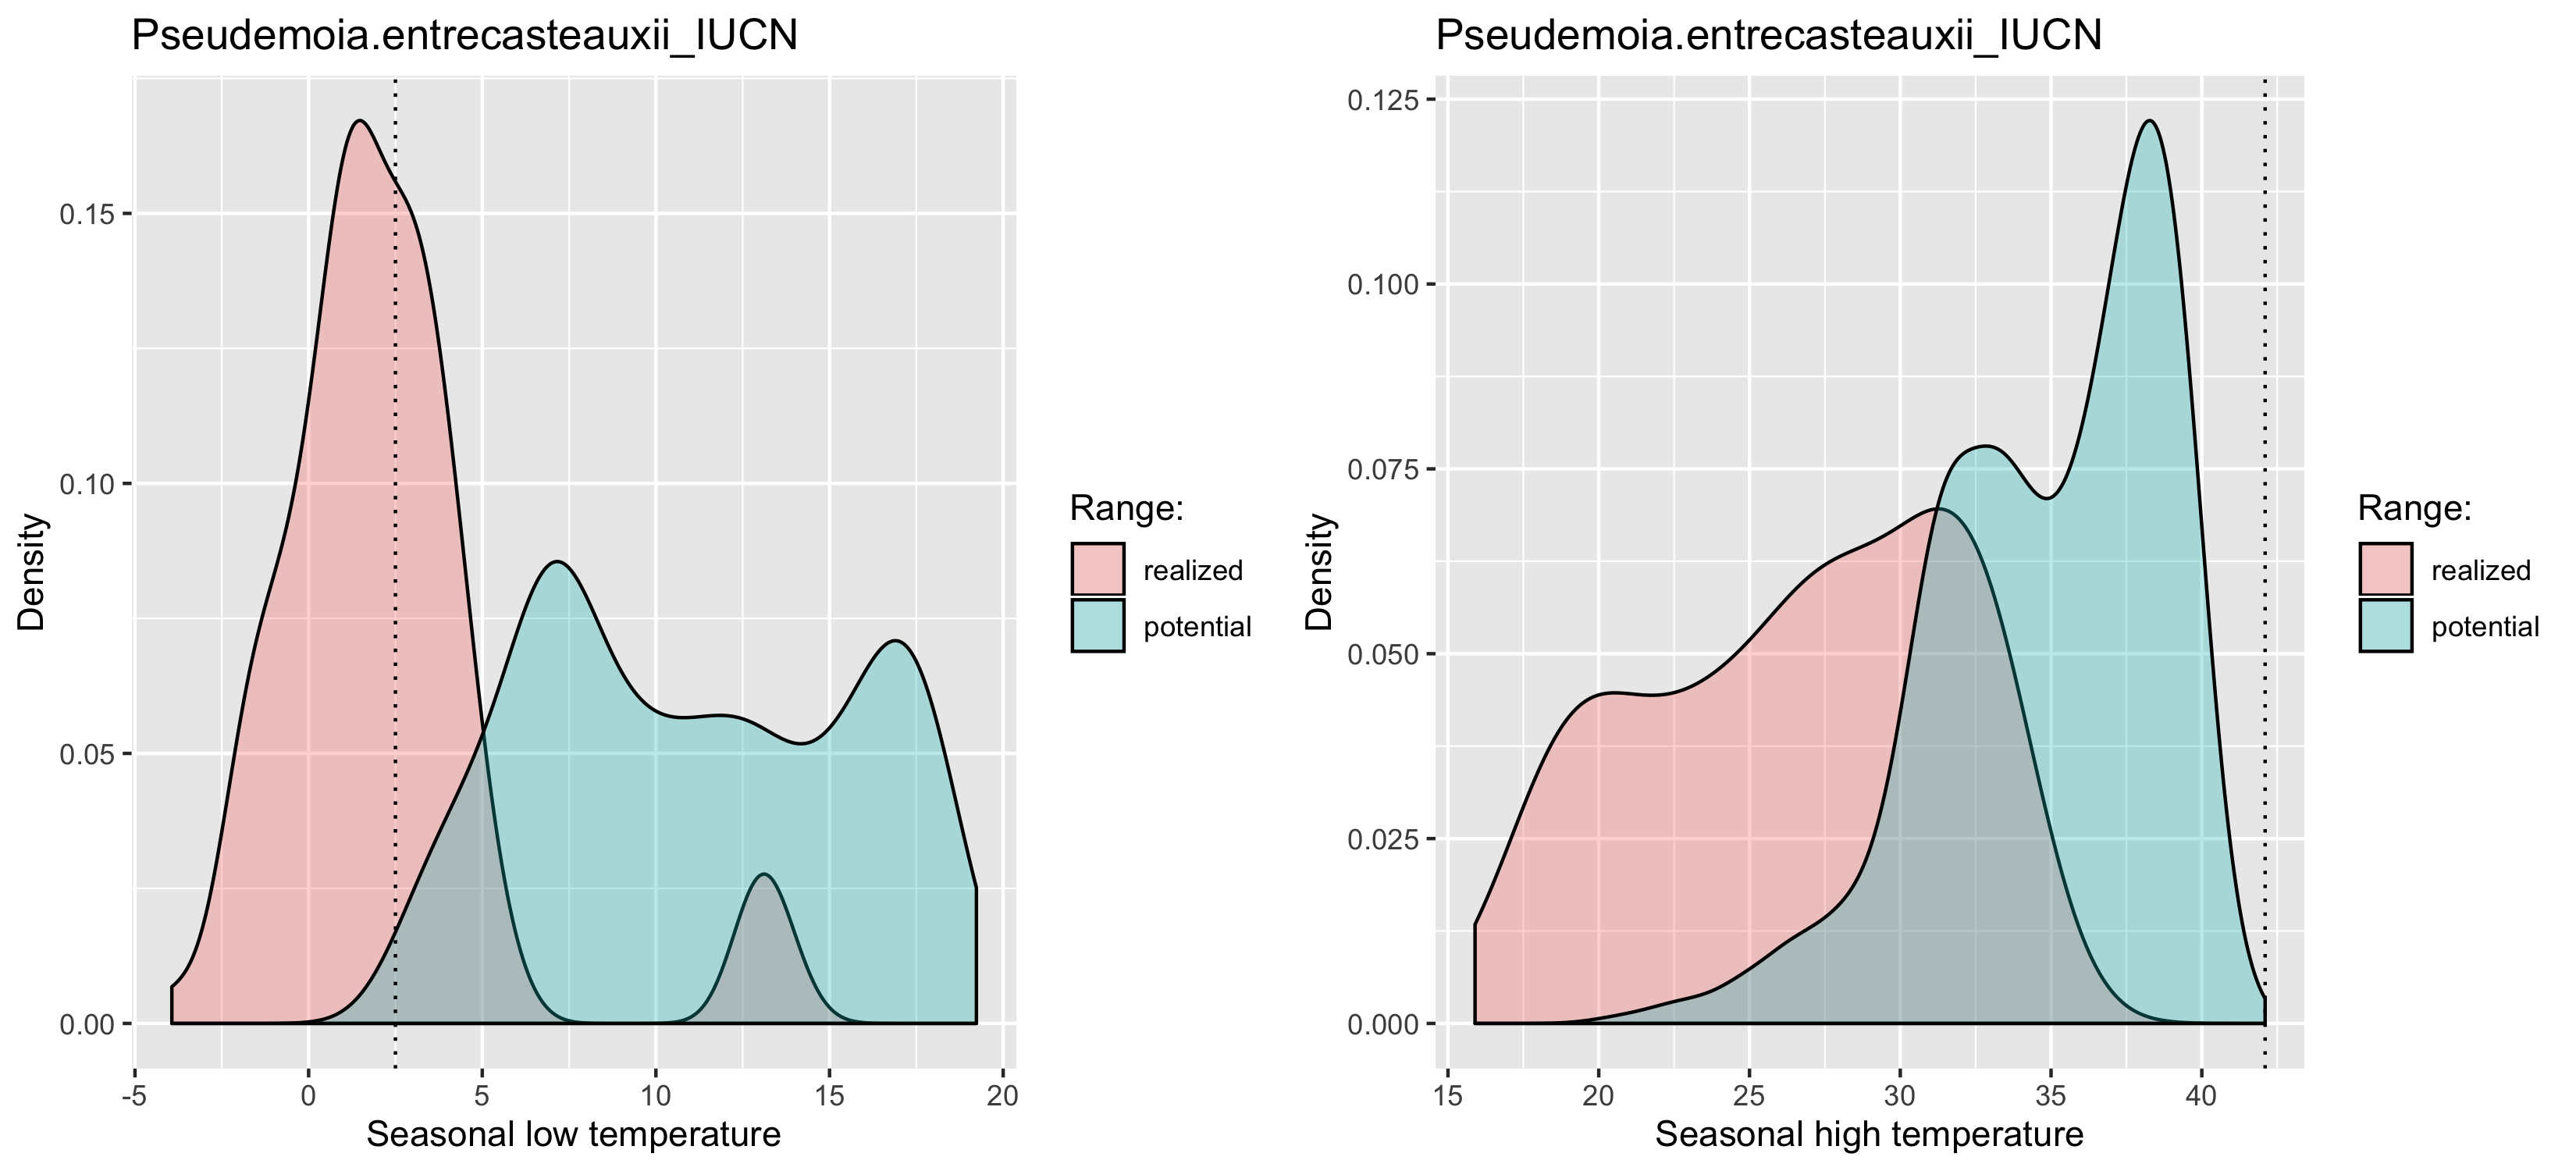 Pseudemoia.entrecasteauxii_IUCN
Density
0.15
0.10
0.05
0.00
-5 0 5 10 15 20
Seasonal low temperature
Range:
realized
potential
Pseudemoia.entrecasteauxii_IUCN
Density
0.125
0.100
0.075
0.050
0.025
0.000
15 20 25 30 35 40
Seasonal high temperature
Range:
realized
potential